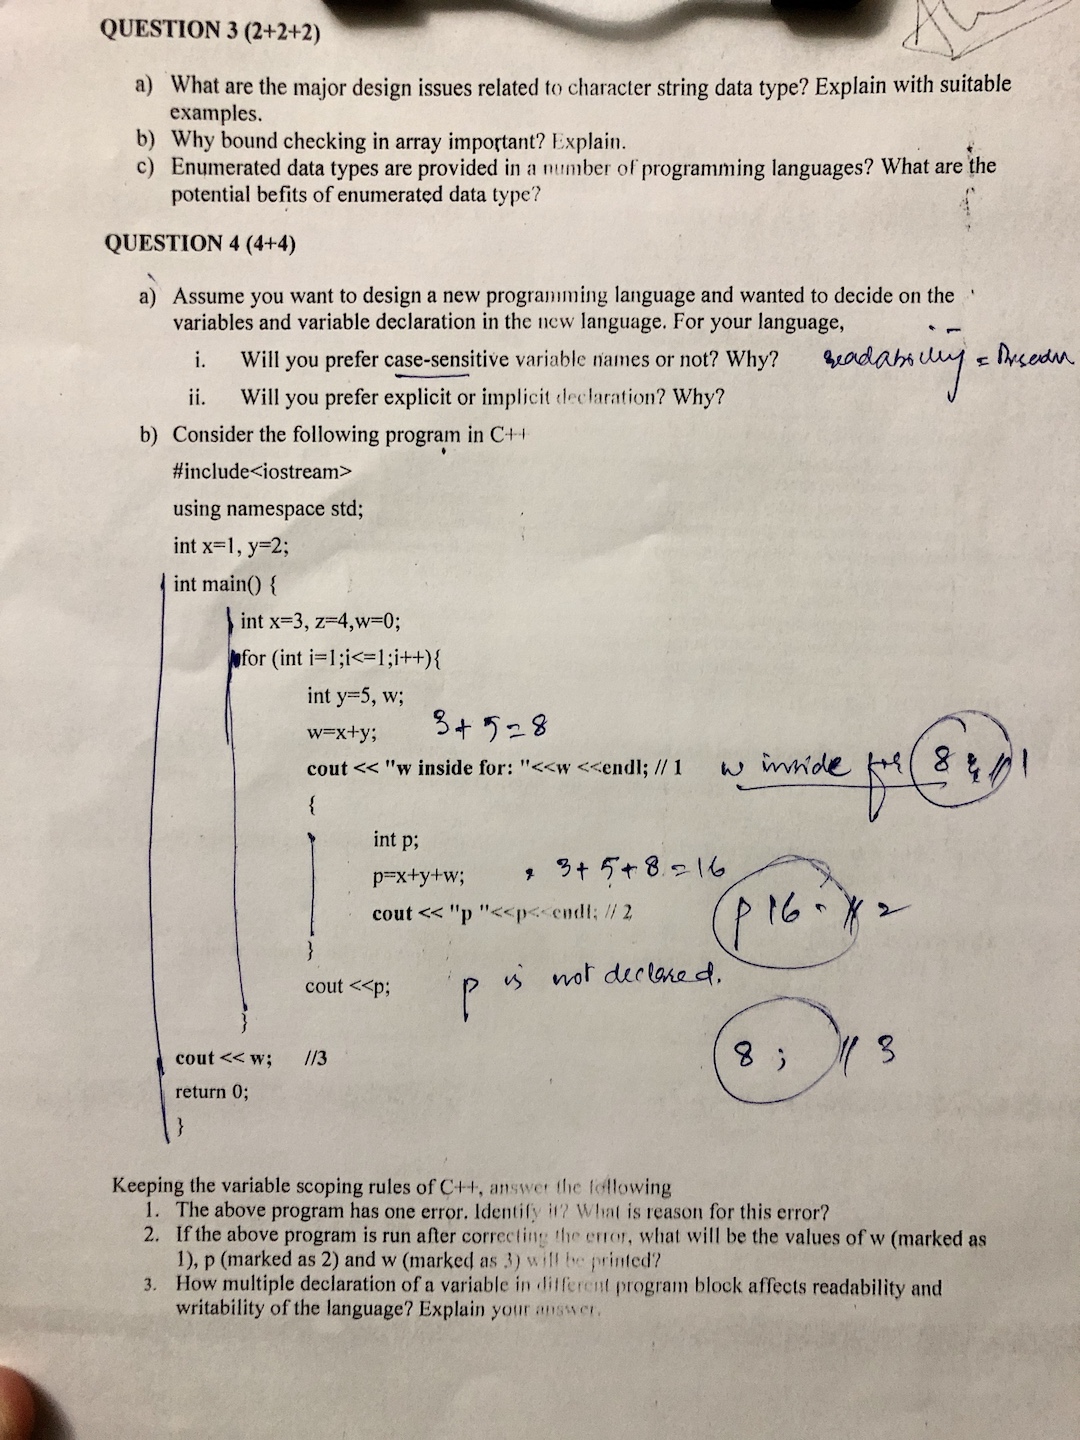 QUESTION 3 (2+2+2)
a) What are the major design issues related to character string data type? Explain with suitable
examples.
b) Why bound checking in array important? Explain.
c) Enumerated data types are provided in a number of programming languages? What are the
potential befits of enumerated data type?
QUESTION 4 (4+4)
a) Assume you want to design a new programming language and wanted to decide on the
variables and variable declaration in the new language. For your language,
i. Will you prefer case-sensitive variable names or not? Why? readability =
ii. Will you prefer explicit or implicit declaration? Why?
b) Consider the following program in C++
#include<iostream>
using namespace std;
int x=1, y=2;
int main() {
int x=3, z=4,w=0;
for (int i=1;i<=1;i++){
int y=5, w;
w=x+y; 3+5=8
cout << "w inside for: "<<w <<endl; // 1 w inside for 8 // 1
{
int p;
p=x+y+w; 3+5+8=16
cout << "p "<<p<<endl; // 2 p 16 // 2
}
cout <<p; p is not declared.
}
cout << w; //3 8 ; // 3
return 0;
}
Keeping the variable scoping rules of C++, answer the following
1. The above program has one error. Identify it? What is reason for this error?
2. If the above program is run after correcting the error, what will be the values of w (marked as
1), p (marked as 2) and w (marked as 3) will be printed?
3. How multiple declaration of a variable in different program block affects readability and
writability of the language? Explain your answer.